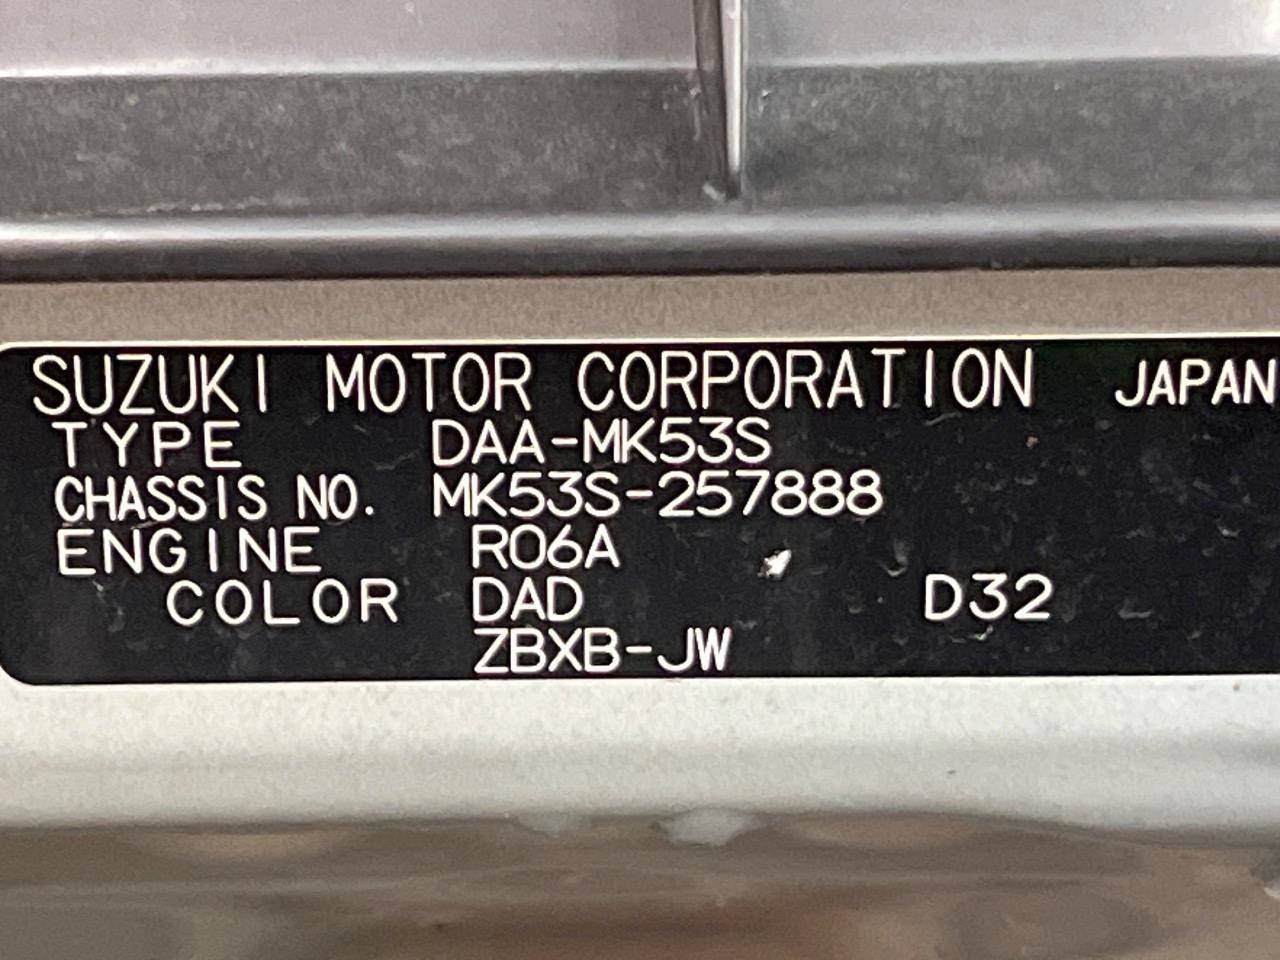 SUZUKI MOTOR CORPORATION JAPAN
TYPE DAA-MK53S
CHASSIS NO. MK53S-257888
ENGINE R06A
COLOR DAD D32
ZBXB-JW